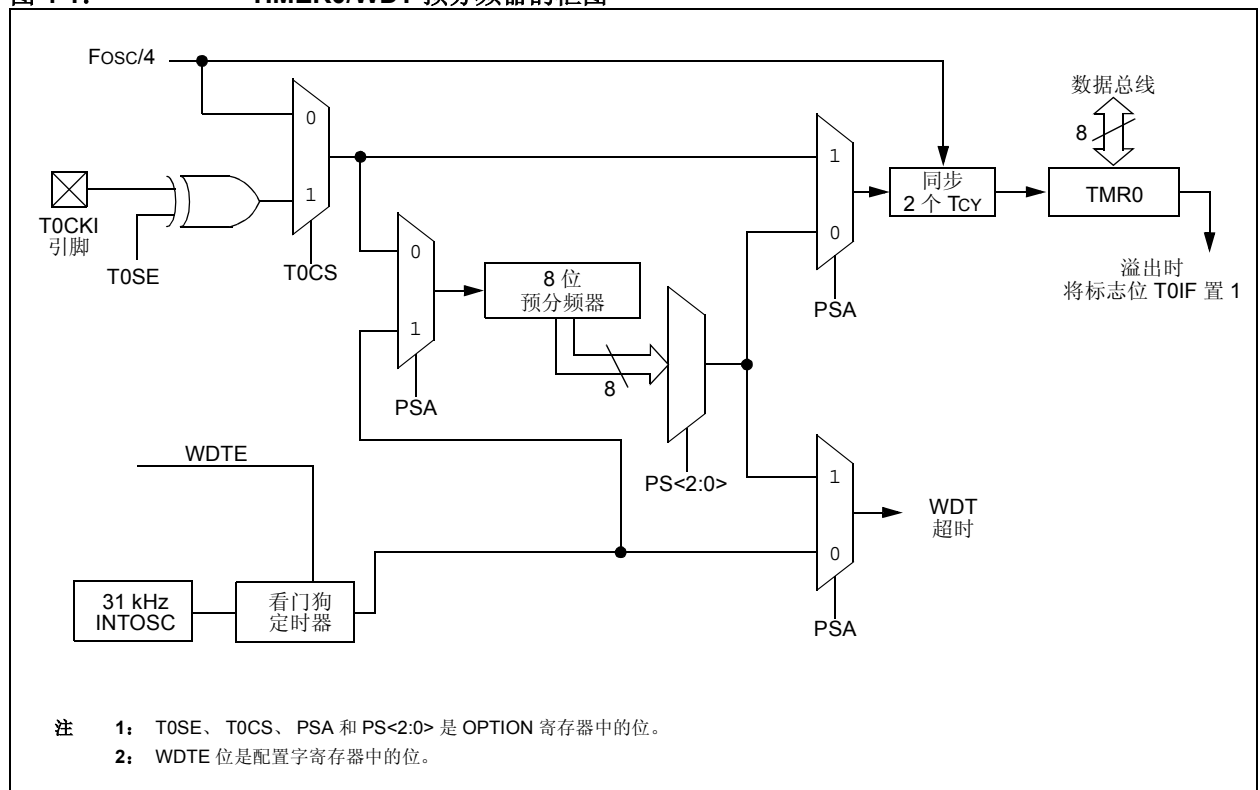 FOSC/4
数据总线
8
0
1
T0CKI
引脚
T0SE
T0CS
1
0
PSA
同步
2 个 TCY
TMR0
溢出时
将标志位 T0IF 置 1
0
1
PSA
8 位
预分频器
8
PS<2:0>
WDTE
31 kHz
INTOSC
看门狗
定时器
1
0
PSA
WDT
超时
注 1： T0SE、 T0CS、 PSA 和 PS<2:0> 是 OPTION 寄存器中的位。
2： WDTE 位是配置字寄存器中的位。